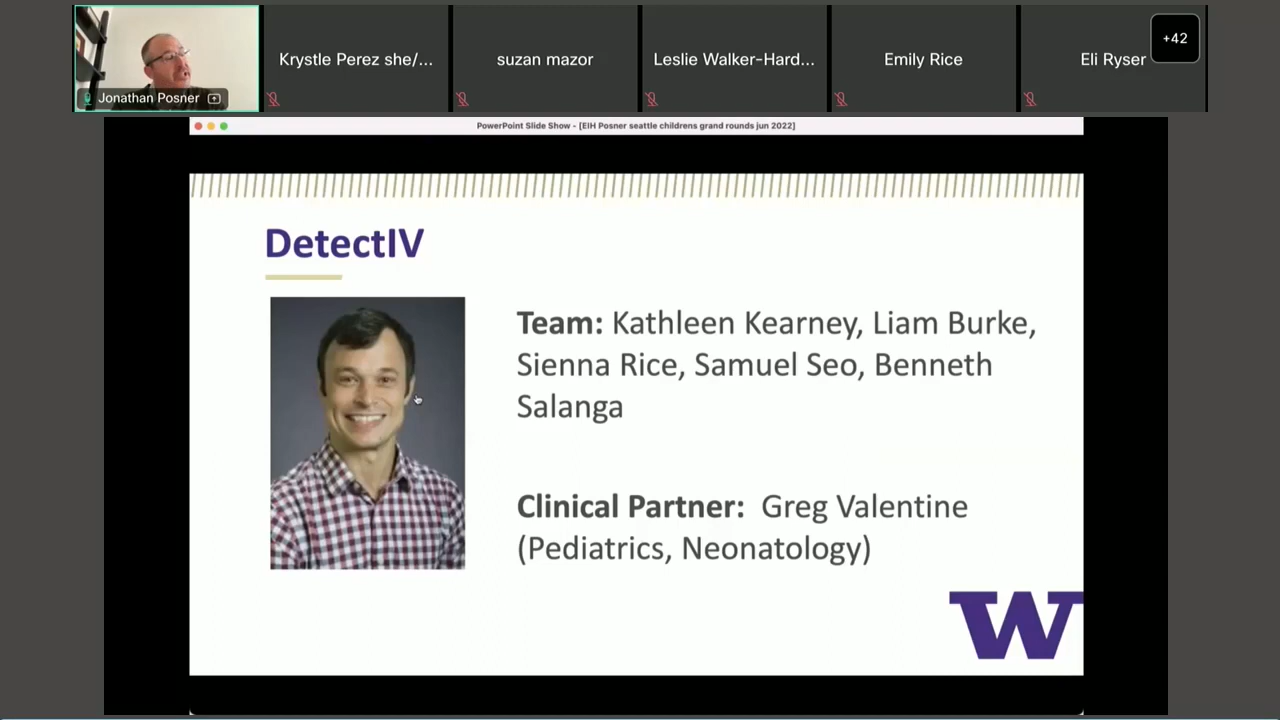 +42
Krystle Perez she/...
suzan mazor
Leslie Walker-Hard...
Emily Rice
Eli Ryser
Jonathan Posner
PowerPoint Slide Show - [EIH Posner seattle childrens grand rounds jun 2022]
DetectIV
Team: Kathleen Kearney, Liam Burke,
Sienna Rice, Samuel Seo, Benneth
Salanga
Clinical Partner: Greg Valentine
(Pediatrics, Neonatology)
W